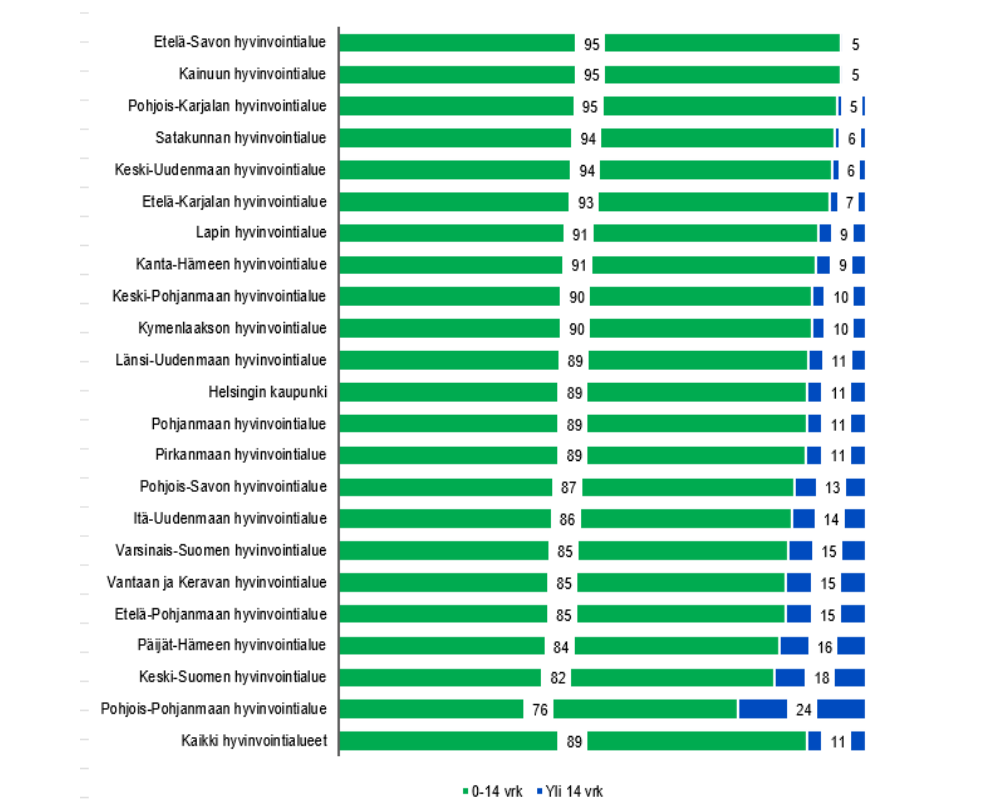 Etelä-Savon hyvinvointialue 95 5
Kainuun hyvinvointialue 95 5
Pohjois-Karjalan hyvinvointialue 95 5
Satakunnan hyvinvointialue 94 6
Keski-Uudenmaan hyvinvointialue 94 6
Etelä-Karjalan hyvinvointialue 93 7
Lapin hyvinvointialue 91 9
Kanta-Hämeen hyvinvointialue 91 9
Keski-Pohjanmaan hyvinvointialue 90 10
Kymenlaakson hyvinvointialue 90 10
Länsi-Uudenmaan hyvinvointialue 89 11
Helsingin kaupunki 89 11
Pohjanmaan hyvinvointialue 89 11
Pirkanmaan hyvinvointialue 89 11
Pohjois-Savon hyvinvointialue 87 13
Itä-Uudenmaan hyvinvointialue 86 14
Varsinais-Suomen hyvinvointialue 85 15
Vantaan ja Keravan hyvinvointialue 85 15
Etelä-Pohjanmaan hyvinvointialue 85 15
Päijät-Hämeen hyvinvointialue 84 16
Keski-Suomen hyvinvointialue 82 18
Pohjois-Pohjanmaan hyvinvointialue 76 24
Kaikki hyvinvointialueet 89 11
0-14 vrk Yli 14 vrk